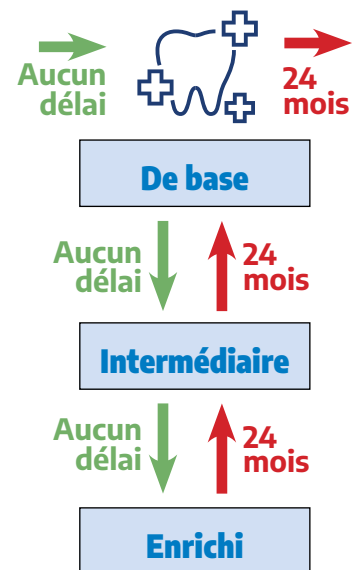 Aucun
délai
24
mois
De base
Aucun
délai
24
mois
Intermédiaire
Aucun
délai
24
mois
Enrichi